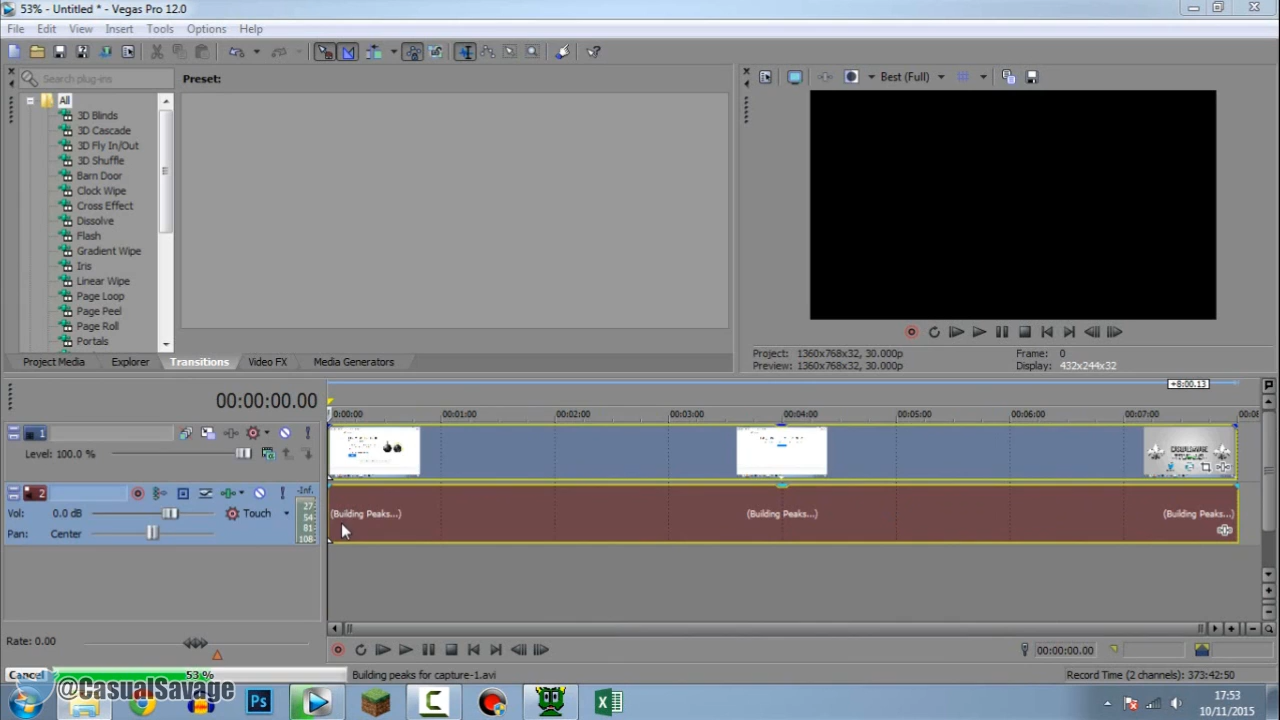 53% - Untitled * - Vegas Pro 12.0
File Edit View Insert Tools Options Help
Search plug-ins
Preset:
Best (Full)
All
3D Blinds
3D Cascade
3D Fly In/Out
3D Shuffle
Barn Door
Clock Wipe
Cross Effect
Dissolve
Flash
Gradient Wipe
Iris
Linear Wipe
Page Loop
Page Peel
Page Roll
Portals
Project: 1360x768x32, 30.000p
Frame: 0
Preview: 1360x768x32, 30.000p
Display: 432x244x32
Project Media Explorer Transitions Video FX Media Generators
+8:00.13
00:00:00.00
0:00:00 00:01:00 00:02:00 00:03:00 00:04:00 00:05:00 00:06:00 00:07:00 00:08
1
Level: 100.0 %
2
-Inf.
Vol: 0.0 dB Touch
Pan: Center
27
54
81
108
(Building Peaks...) (Building Peaks...) (Building Peaks...)
Rate: 0.00
00:00:00.00
Cancel 53 % Building peaks for capture-1.avi
Record Time (2 channels): 373:42:50
@CasualSavage
Ps
17:53
10/11/2015